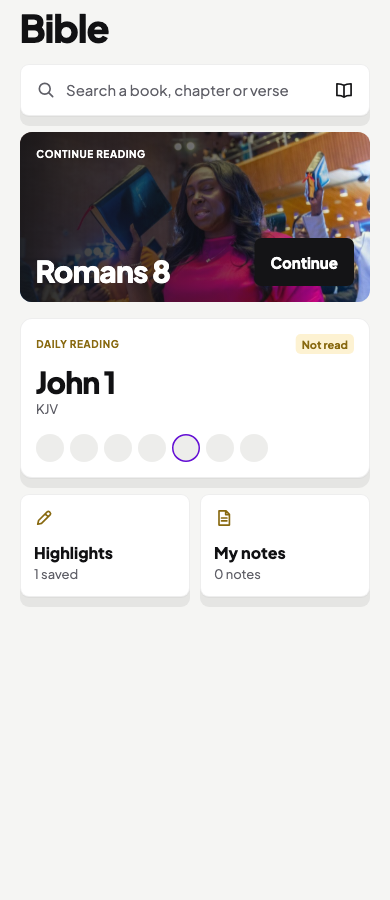 Bible
Search a book, chapter or verse
CONTINUE READING
Romans 8
Continue
DAILY READING
Not read
John 1
KJV
Highlights
1 saved
My notes
0 notes